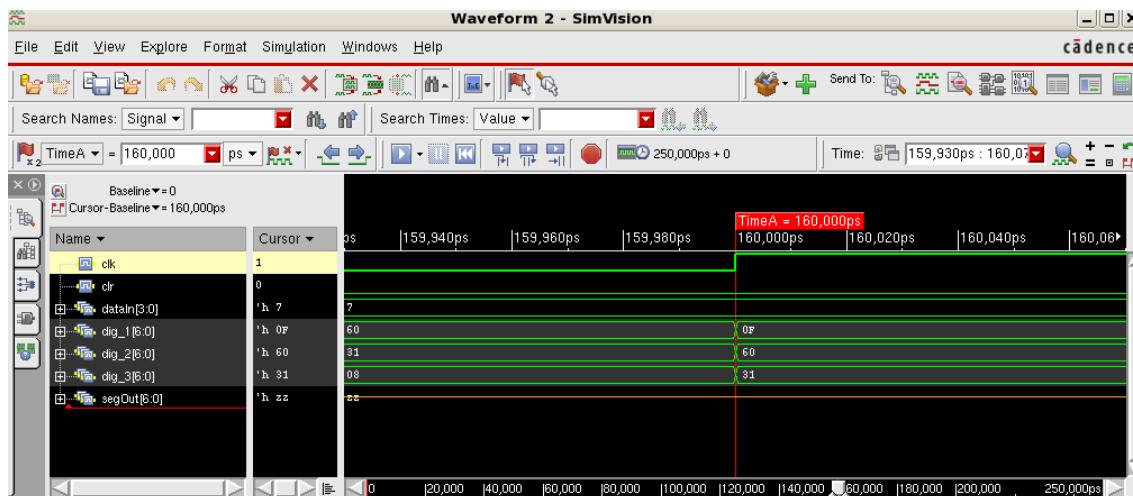 Waveform 2 - SimVision
File Edit View Explore Format Simulation Windows Help
cādence
Send To:
Search Names: Signal
Search Times: Value
x2 TimeA = 160,000 ps
250,000ps + 0
Time: 159,930ps : 160,07
Baseline = 0
Cursor-Baseline = 160,000ps
TimeA = 160,000ps
Name Cursor
ps 159,940ps 159,960ps 159,980ps 160,000ps 160,020ps 160,040ps 160,06
clk 1
clr 0
dataIn[3:0] 'h 7 7
dig_1[6:0] 'h 0F 60 0F
dig_2[6:0] 'h 60 31 60
dig_3[6:0] 'h 31 08 31
segOut[6:0] 'h zz zz
0 20,000 40,000 60,000 80,000 100,000 120,000 140,000 60,000 180,000 200,000 250,000ps